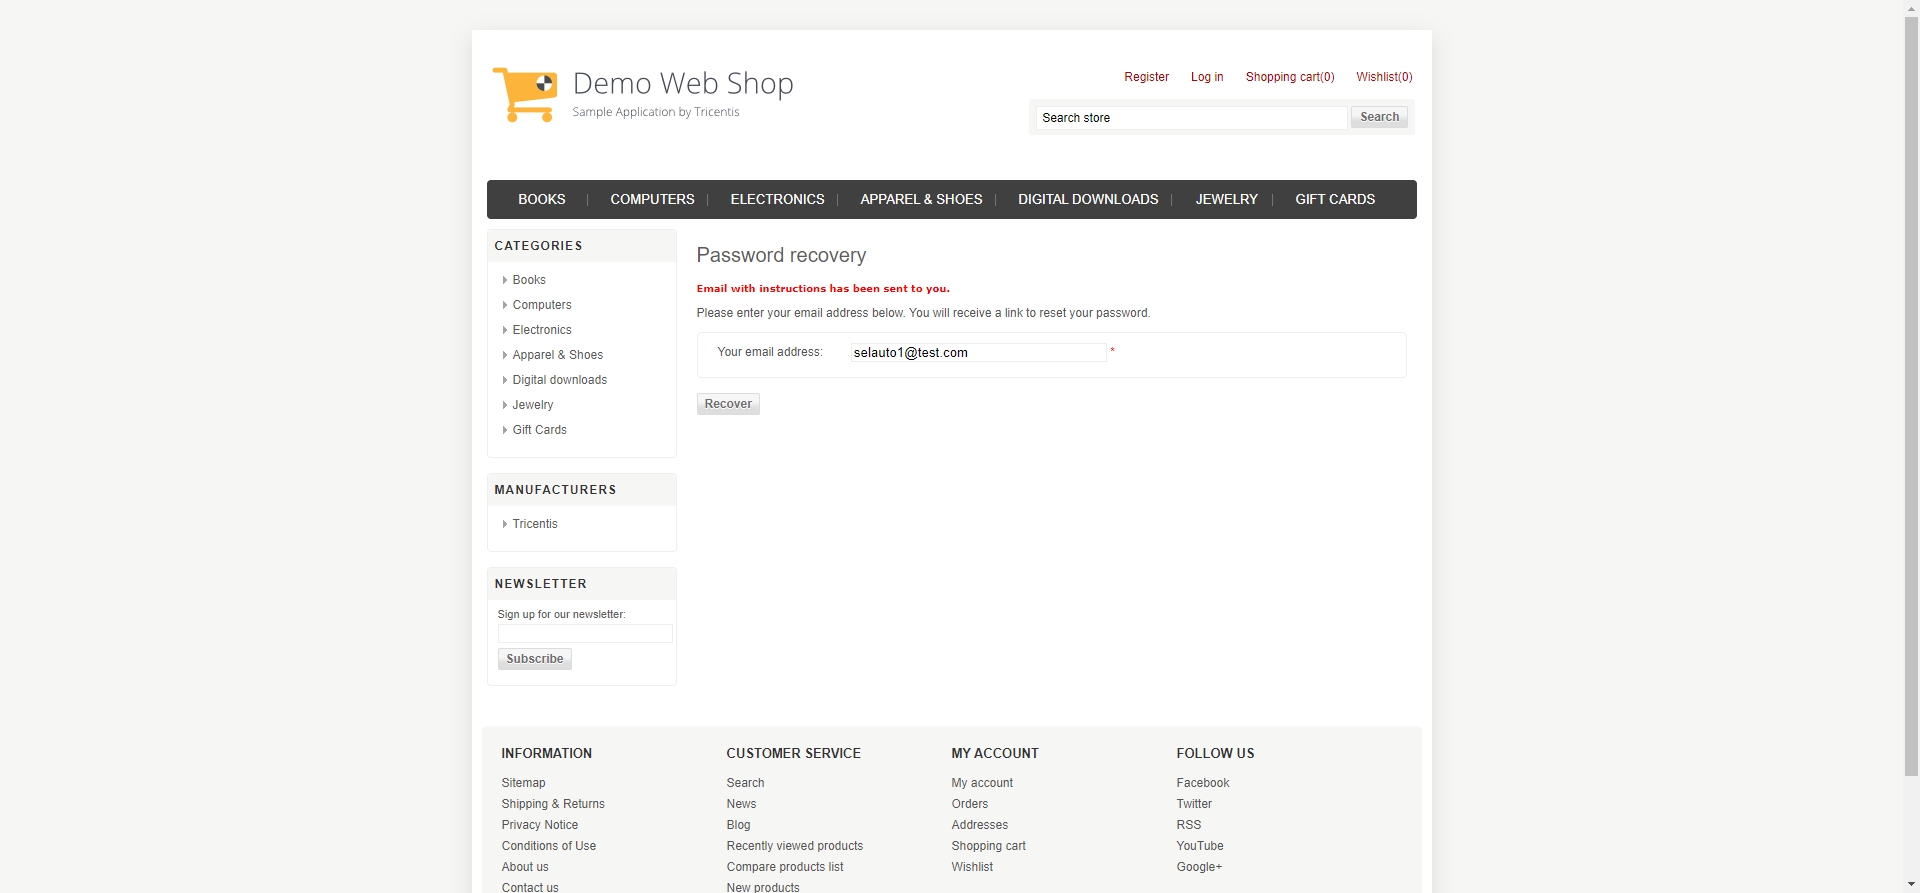 Demo Web Shop
Sample Application by Tricentis
Register
Log in
Shopping cart(0)
Wishlist(0)
Search store
Search
BOOKS
COMPUTERS
ELECTRONICS
APPAREL & SHOES
DIGITAL DOWNLOADS
JEWELRY
GIFT CARDS
CATEGORIES
Books
Computers
Electronics
Apparel & Shoes
Digital downloads
Jewelry
Gift Cards
MANUFACTURERS
Tricentis
NEWSLETTER
Sign up for our newsletter:
Subscribe
Password recovery
Email with instructions has been sent to you.
Please enter your email address below. You will receive a link to reset your password.
Your email address:
selauto1@test.com
*
Recover
INFORMATION
Sitemap
Shipping & Returns
Privacy Notice
Conditions of Use
About us
Contact us
CUSTOMER SERVICE
Search
News
Blog
Recently viewed products
Compare products list
New products
MY ACCOUNT
My account
Orders
Addresses
Shopping cart
Wishlist
FOLLOW US
Facebook
Twitter
RSS
YouTube
Google+